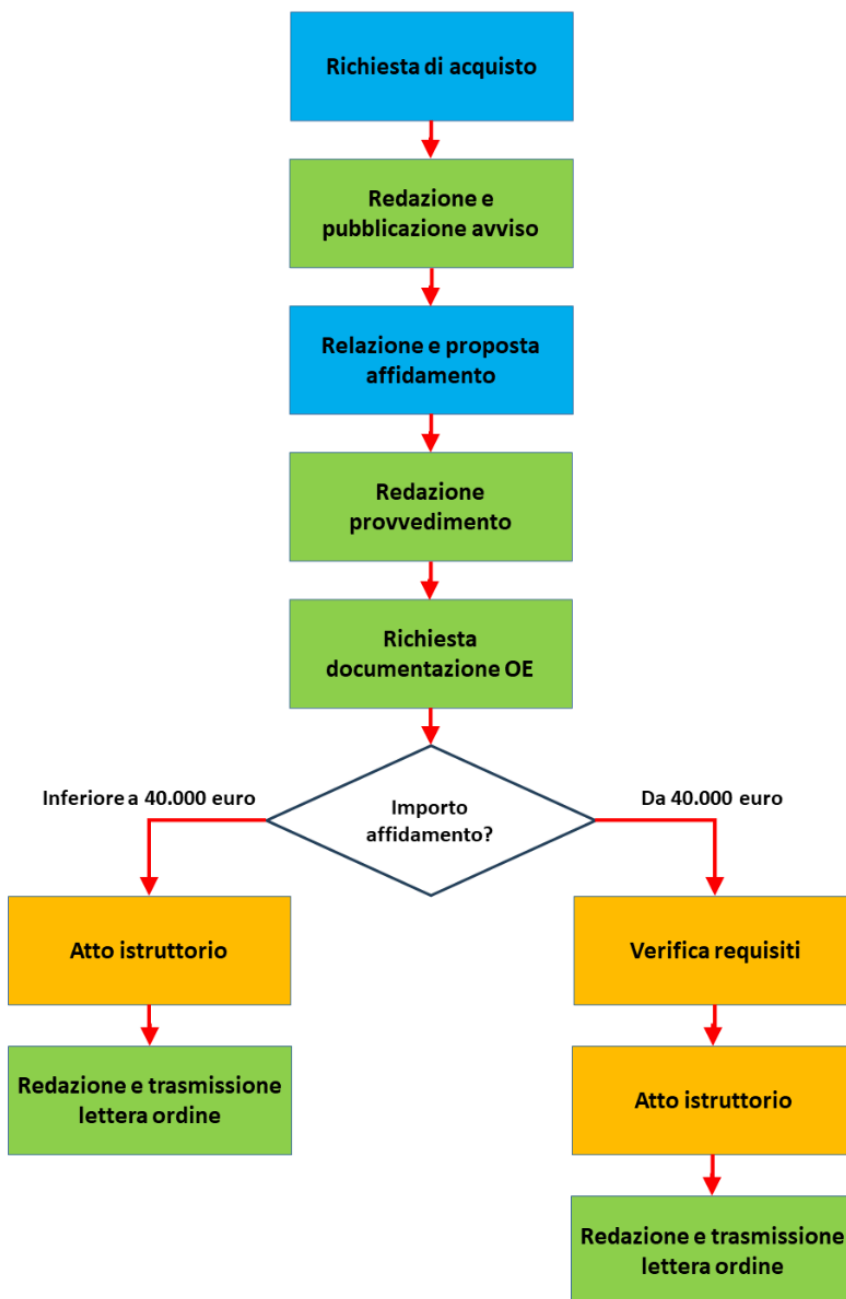 Richiesta di acquisto
Redazione e
pubblicazione avviso
Relazione e proposta
affidamento
Redazione
provvedimento
Richiesta
documentazione OE
Inferiore a 40.000 euro
Importo
affidamento?
Da 40.000 euro
Atto istruttorio
Verifica requisiti
Redazione e trasmissione
lettera ordine
Atto istruttorio
Redazione e trasmissione
lettera ordine